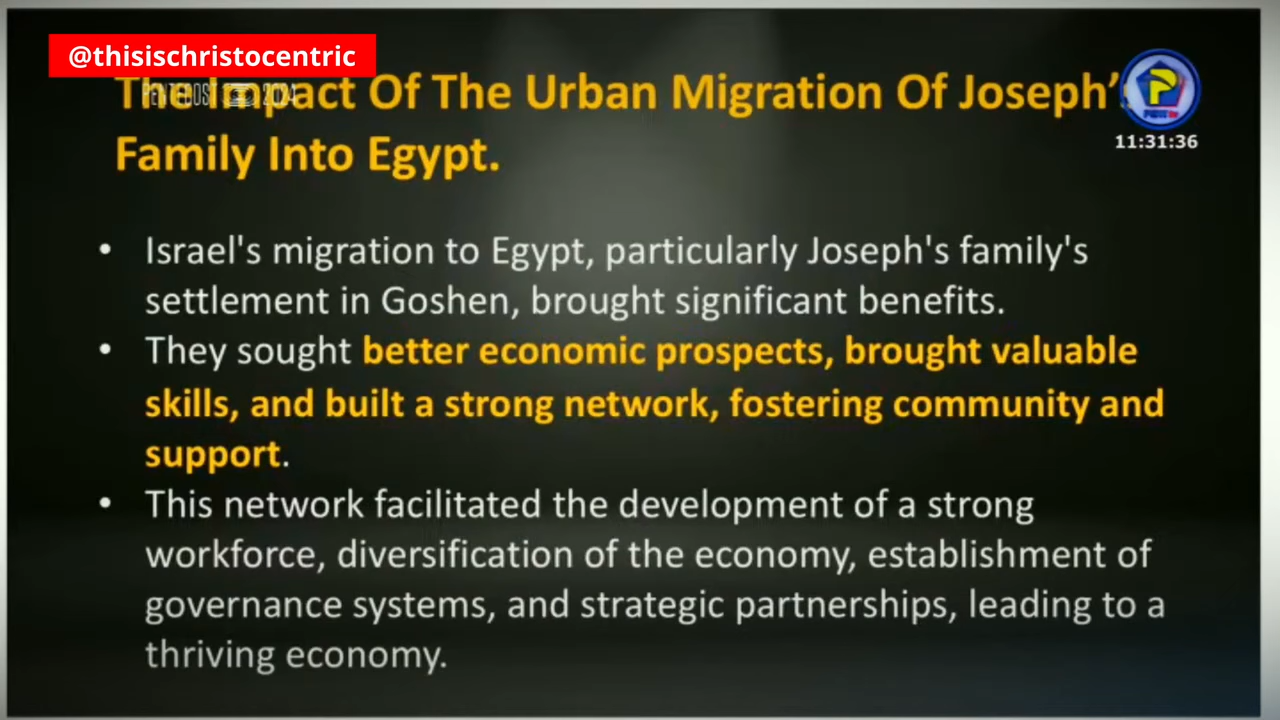 @thisischristocentric
The Impact Of The Urban Migration Of Joseph's
PENTECOST 2024
11:31:36
Family Into Egypt.
• Israel's migration to Egypt, particularly Joseph's family's
settlement in Goshen, brought significant benefits.
• They sought better economic prospects, brought valuable
skills, and built a strong network, fostering community and
support.
• This network facilitated the development of a strong
workforce, diversification of the economy, establishment of
governance systems, and strategic partnerships, leading to a
thriving economy.